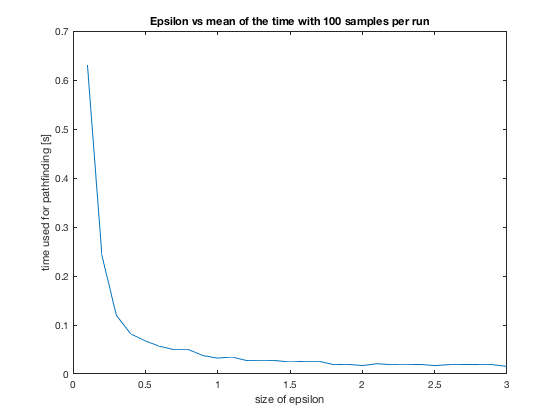 Epsilon vs mean of the time with 100 samples per run
0.7
0.6
0.5
0.4
0.3
0.2
0.1
0
time used for pathfinding [s]
0 0.5 1 1.5 2 2.5 3
size of epsilon